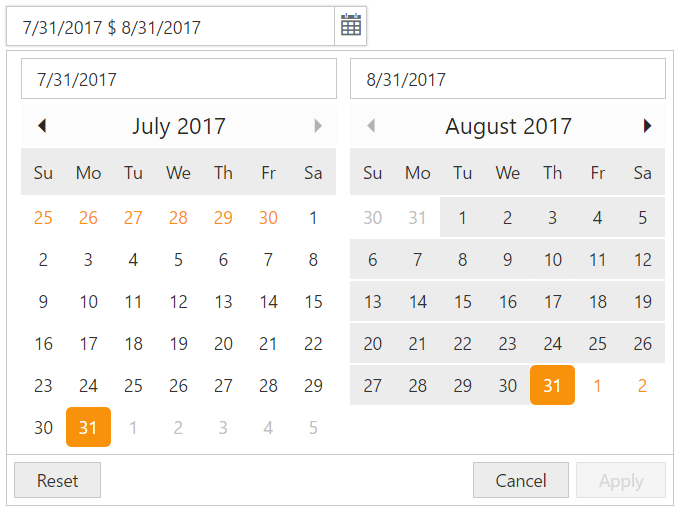 7/31/2017 $ 8/31/2017
7/31/2017
8/31/2017
July 2017
Su Mo Tu We Th Fr Sa
25 26 27 28 29 30 1
2 3 4 5 6 7 8
9 10 11 12 13 14 15
16 17 18 19 20 21 22
23 24 25 26 27 28 29
30 31 1 2 3 4 5
August 2017
Su Mo Tu We Th Fr Sa
30 31 1 2 3 4 5
6 7 8 9 10 11 12
13 14 15 16 17 18 19
20 21 22 23 24 25 26
27 28 29 30 31 1 2
Reset
Cancel
Apply